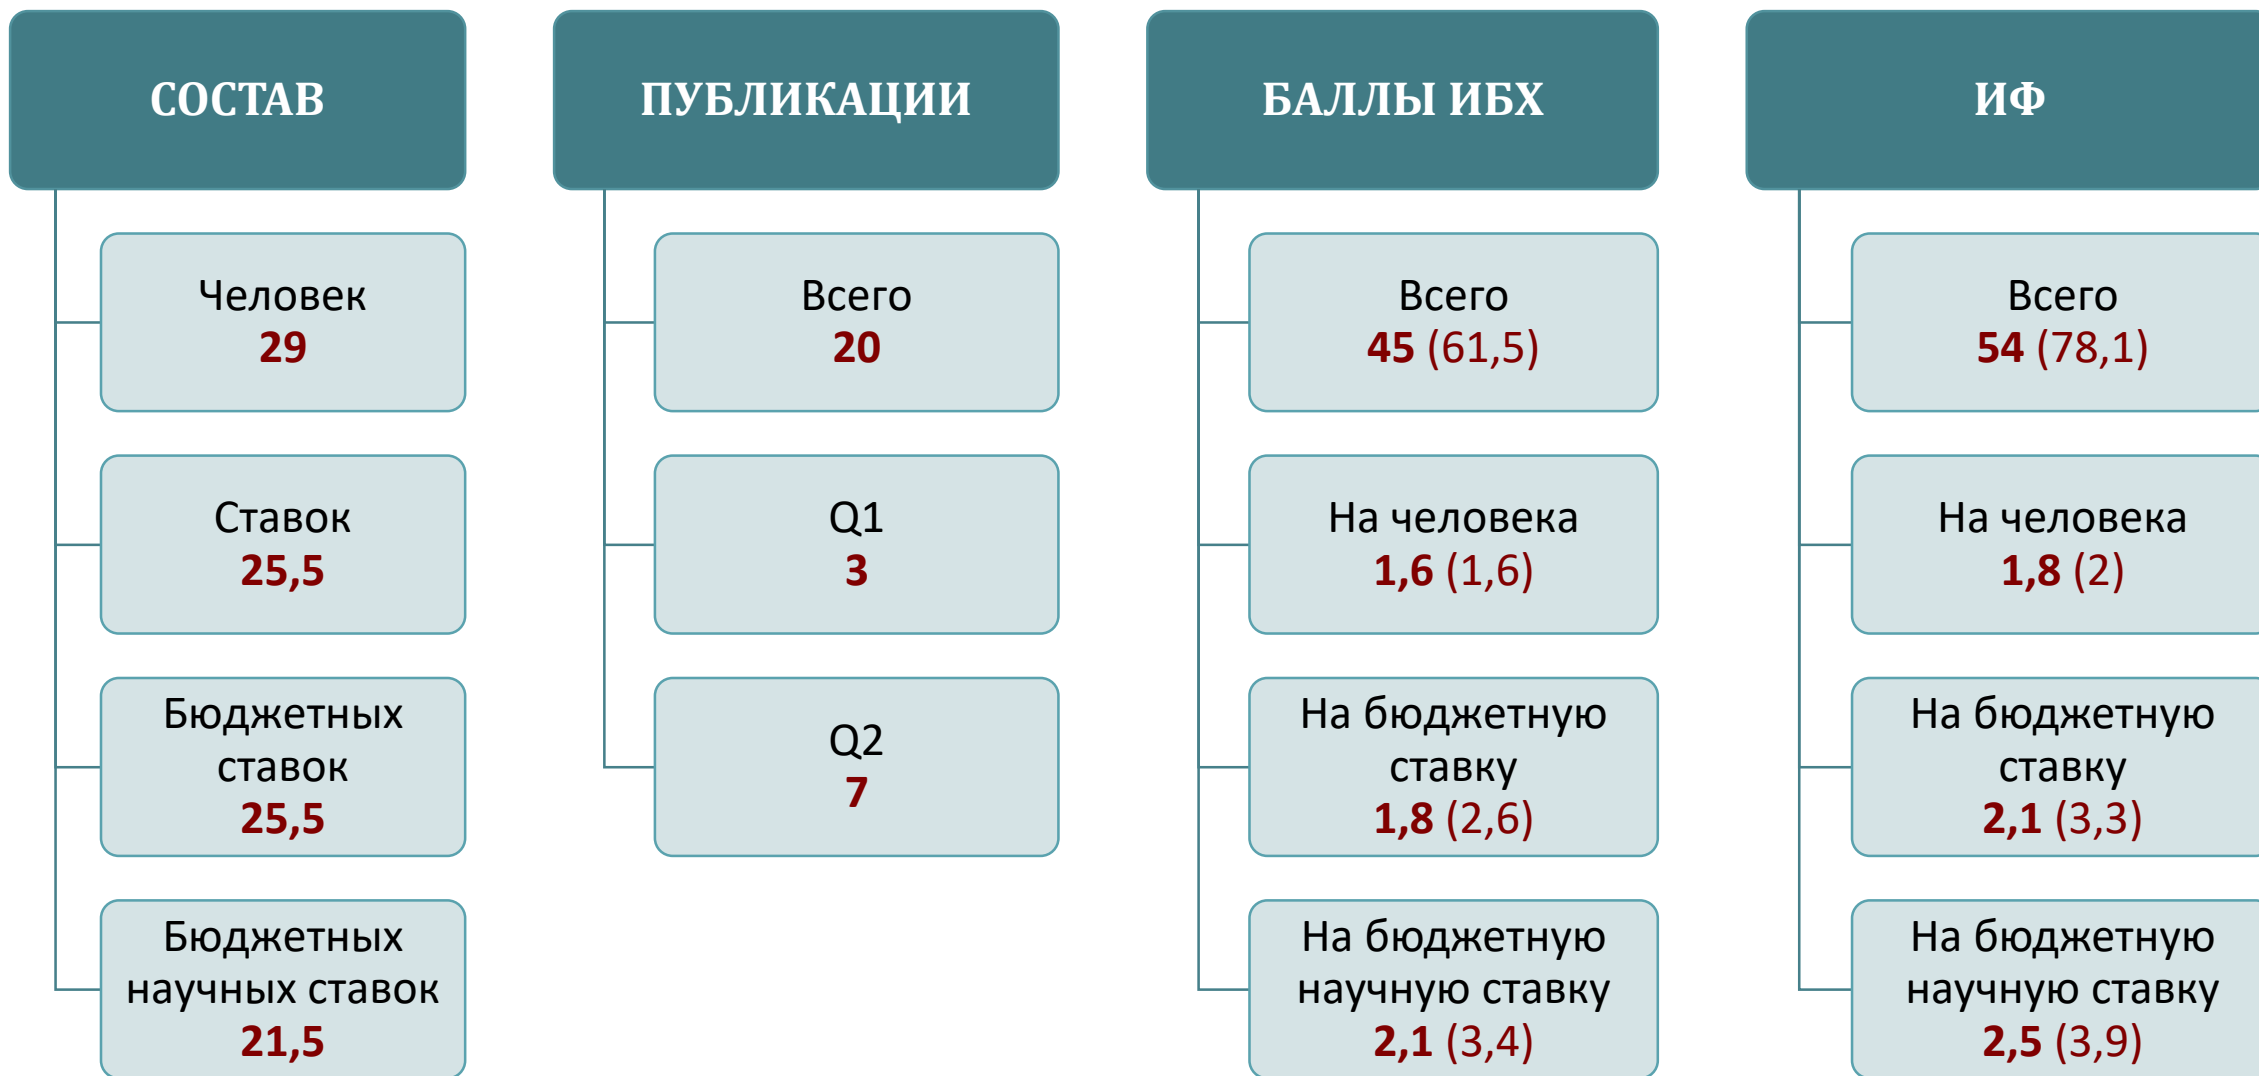 СОСТАВ
Человек
29
Ставок
25,5
Бюджетных
ставок
25,5
Бюджетных
научных ставок
21,5
ПУБЛИКАЦИИ
Всего
20
Q1
3
Q2
7
БАЛЛЫ ИБХ
Всего
45 (61,5)
На человека
1,6 (1,6)
На бюджетную
ставку
1,8 (2,6)
На бюджетную
научную ставку
2,1 (3,4)
ИФ
Всего
54 (78,1)
На человека
1,8 (2)
На бюджетную
ставку
2,1 (3,3)
На бюджетную
научную ставку
2,5 (3,9)